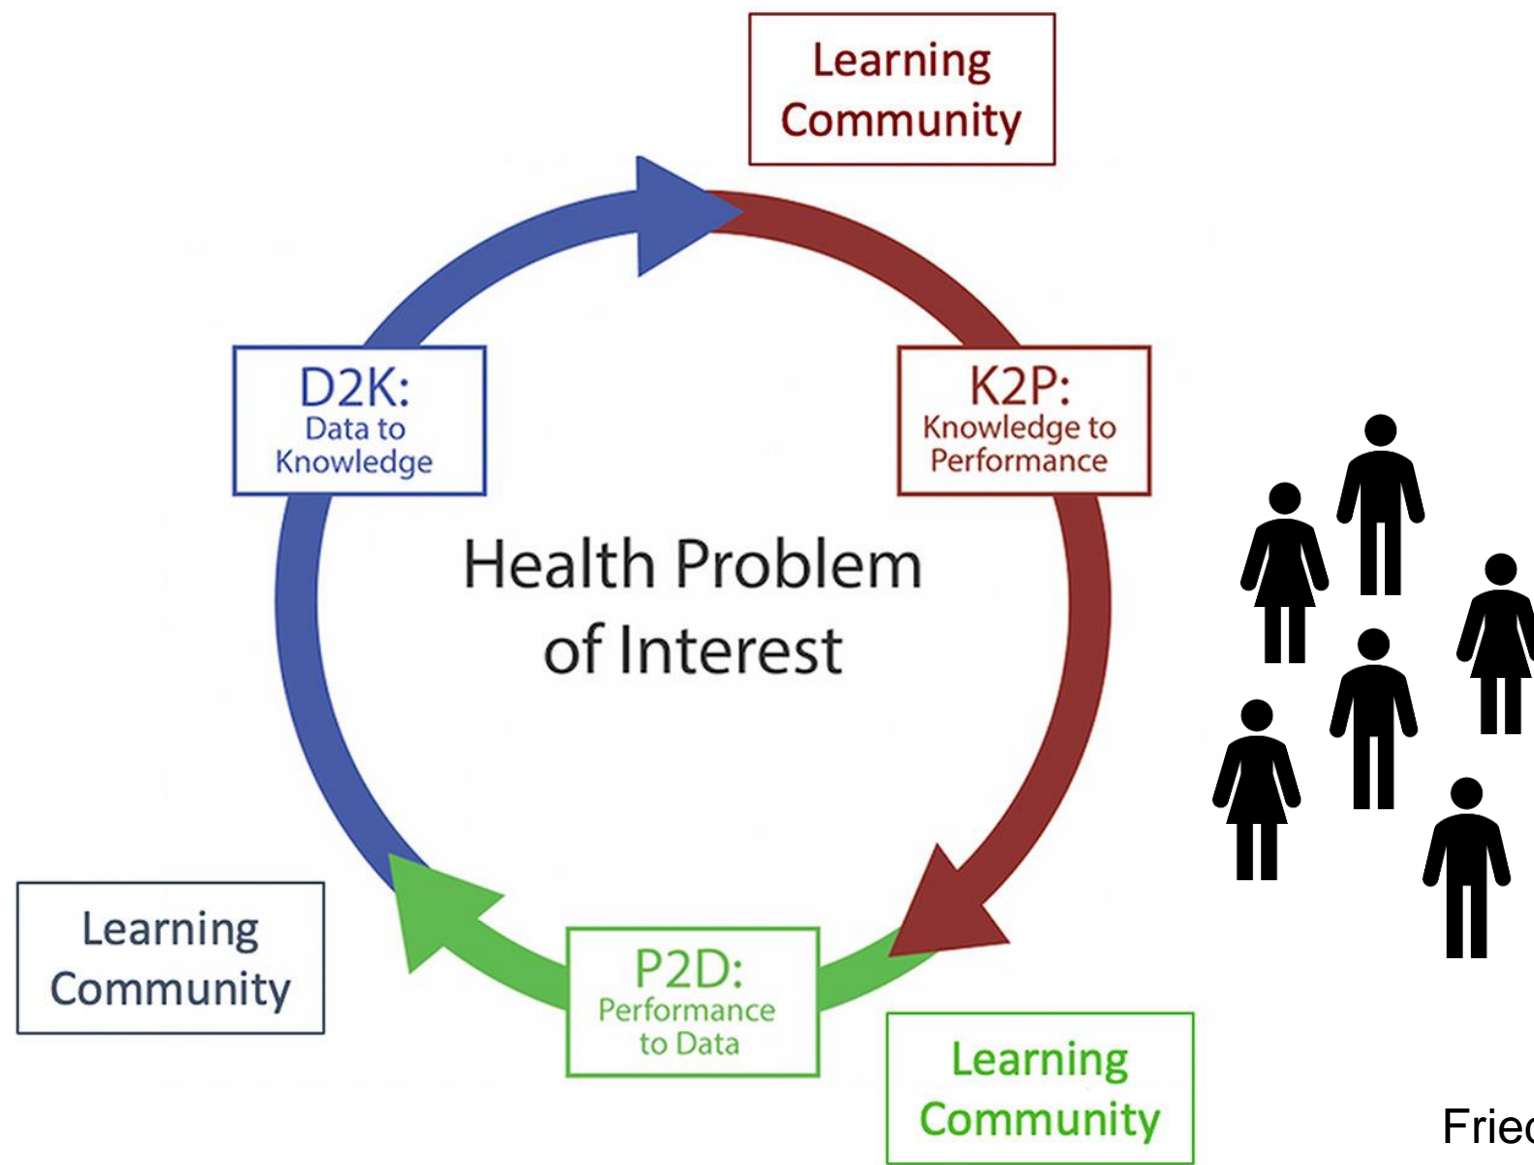 Learning
Community
D2K:
Data to
Knowledge
K2P:
Knowledge to
Performance
Health Problem
of Interest
Learning
Community
P2D:
Performance
to Data
Learning
Community